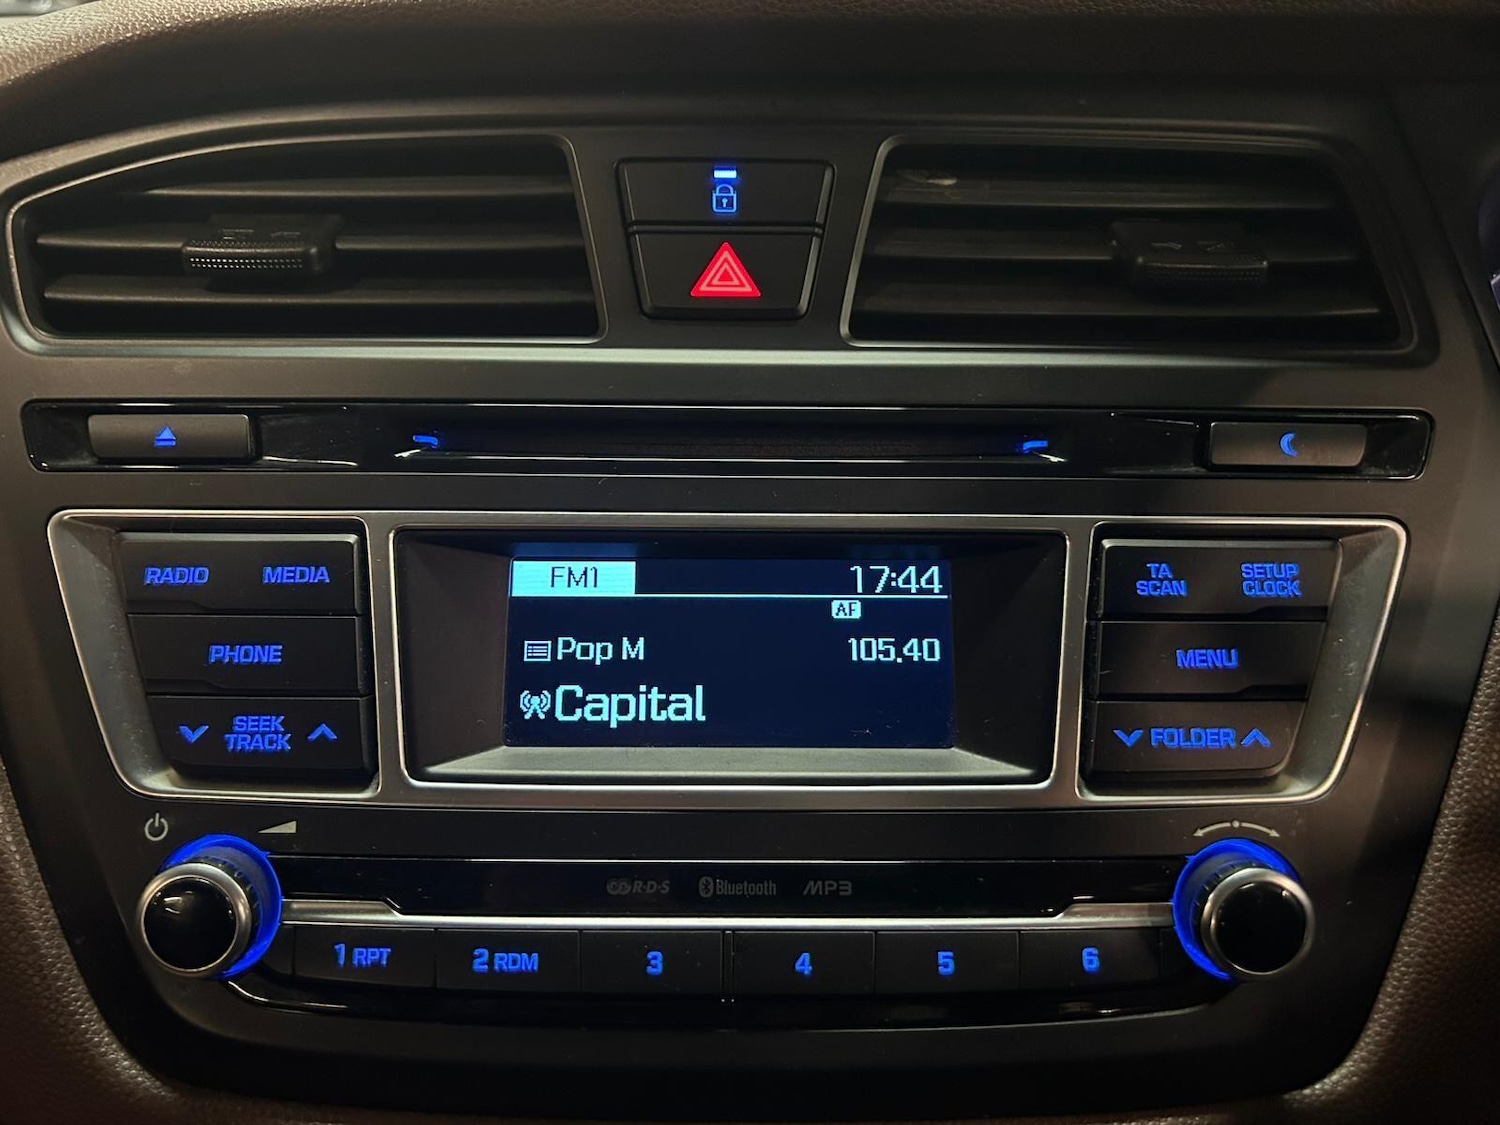 RADIO MEDIA
PHONE
SEEK
TRACK
FM1 17:44
AF
Pop M 105.40
Capital
TA
SCAN
SETUP
CLOCK
MENU
FOLDER
CD R·D·S Bluetooth MP3
1 RPT 2 RDM 3 4 5 6